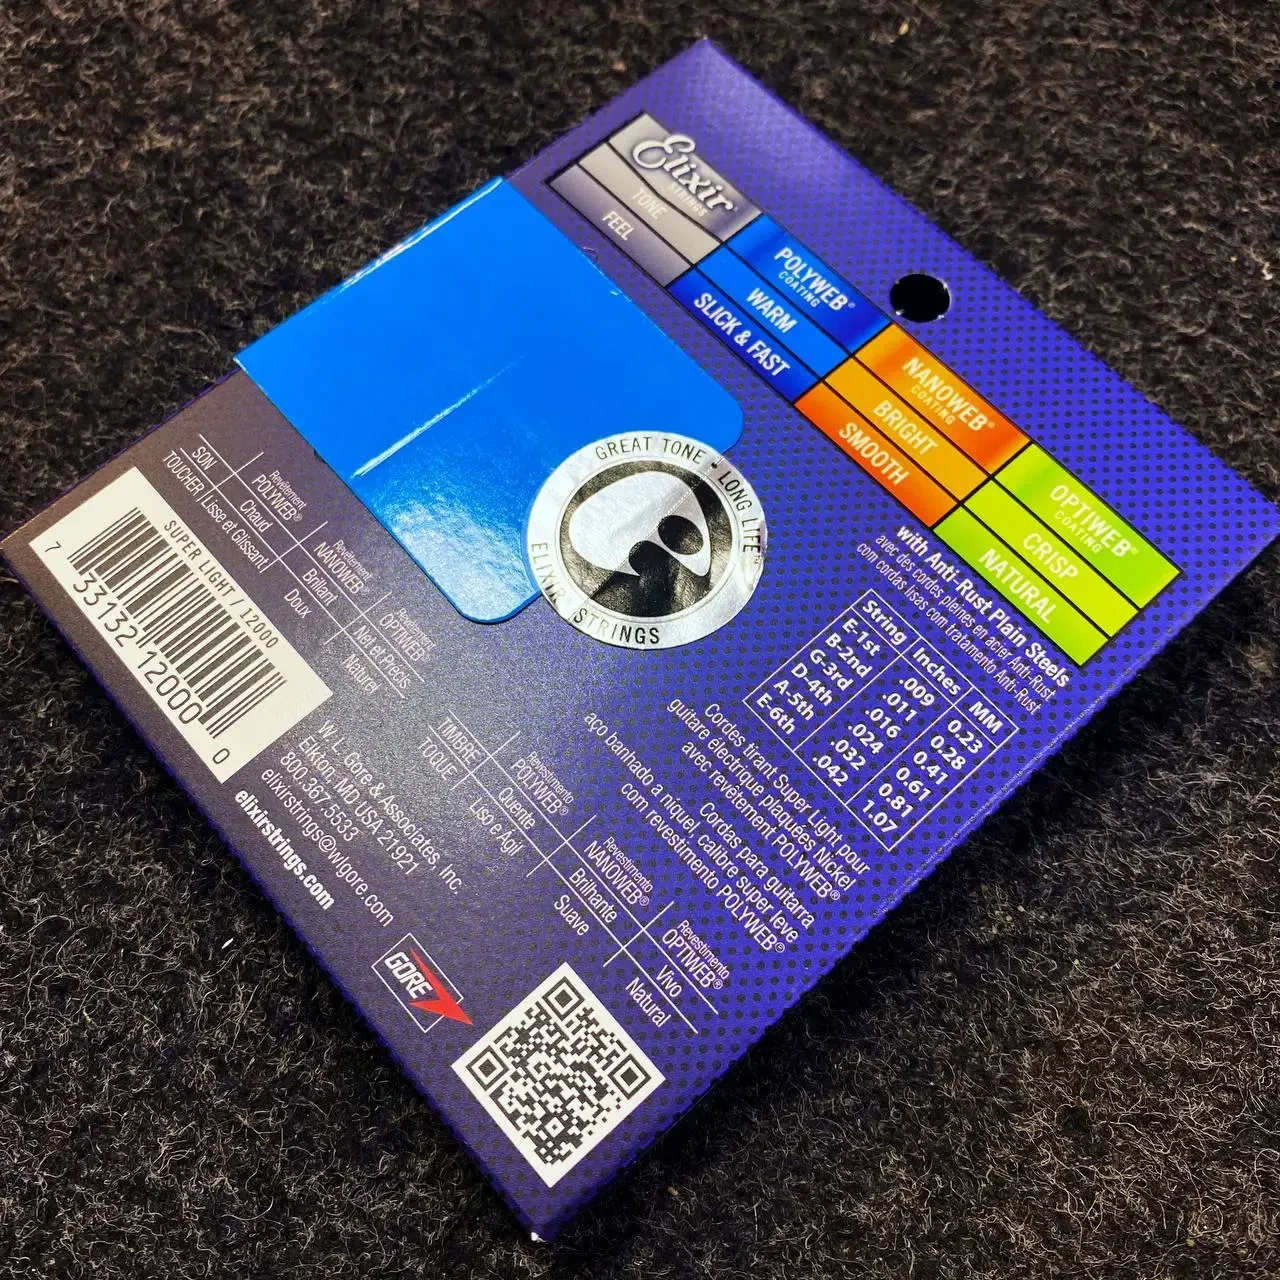 Elixir®
STRINGS
TONE
FEEL
POLYWEB®
COATING
WARM
SLICK & FAST
NANOWEB®
COATING
BRIGHT
SMOOTH
OPTIWEB®
COATING
CRISP
NATURAL
GREAT TONE • LONG LIFE
ELIXIR STRINGS
with Anti-Rust Plain Steels
avec des cordes pleines en acier Anti-Rust
com cordas lisas com tratamento Anti-Rust
String Inches MM
E-1st .009 0.23
B-2nd .011 0.28
G-3rd .016 0.41
D-4th .024 0.61
A-5th .032 0.81
E-6th .042 1.07
Cordes tirant Super Light pour
guitare électrique plaquées Nickel
avec revêtement POLYWEB®
Cordas para guitarra
aço banhado a níquel, calibre super leve
com revestimento POLYWEB®
SON
TOUCHER
Revêtement
POLYWEB®
Chaud
Lisse et Glissant
Revêtement
NANOWEB®
Brillant
Doux
Revêtement
OPTIWEB®
Net et Précis
Naturel
TIMBRE
TOQUE
Revestimento
POLYWEB®
Quente
Liso e Ágil
Revestimento
NANOWEB®
Brilhante
Suave
Revestimento
OPTIWEB®
Vivo
Natural
SUPER LIGHT / 12000
7 33132 12000 0
W. L. Gore & Associates, Inc.
Elkton, MD USA 21921
800.367.5533
elixirstrings@wlgore.com
elixirstrings.com
GORE